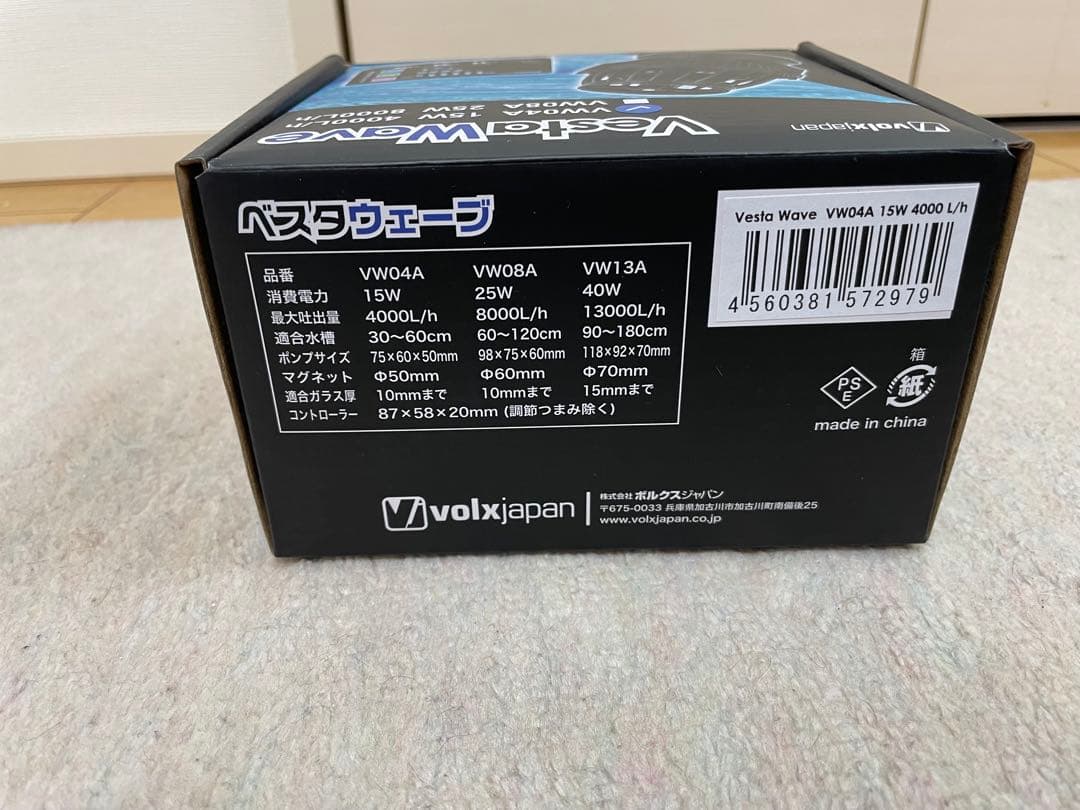 volxjapan
VestaWave
VW04A 15W 4000L/h
VW08A 25W 8000L/h
ベスタウェーブ
品番 VW04A VW08A VW13A
消費電力 15W 25W 40W
最大吐出量 4000L/h 8000L/h 13000L/h
適合水槽 30〜60cm 60〜120cm 90〜180cm
ポンプサイズ 75×60×50mm 98×75×60mm 118×92×70mm
マグネット Φ50mm Φ60mm Φ70mm
適合ガラス厚 10mmまで 10mmまで 15mmまで
コントローラー 87×58×20mm (調節つまみ除く)
Vesta Wave VW04A 15W 4000 L/h
4 560381 572979
箱
紙
PS
E
made in china
volxjapan
株式会社 ボルクスジャパン
〒675-0033 兵庫県加古川市加古川町南備後25
www.volxjapan.co.jp